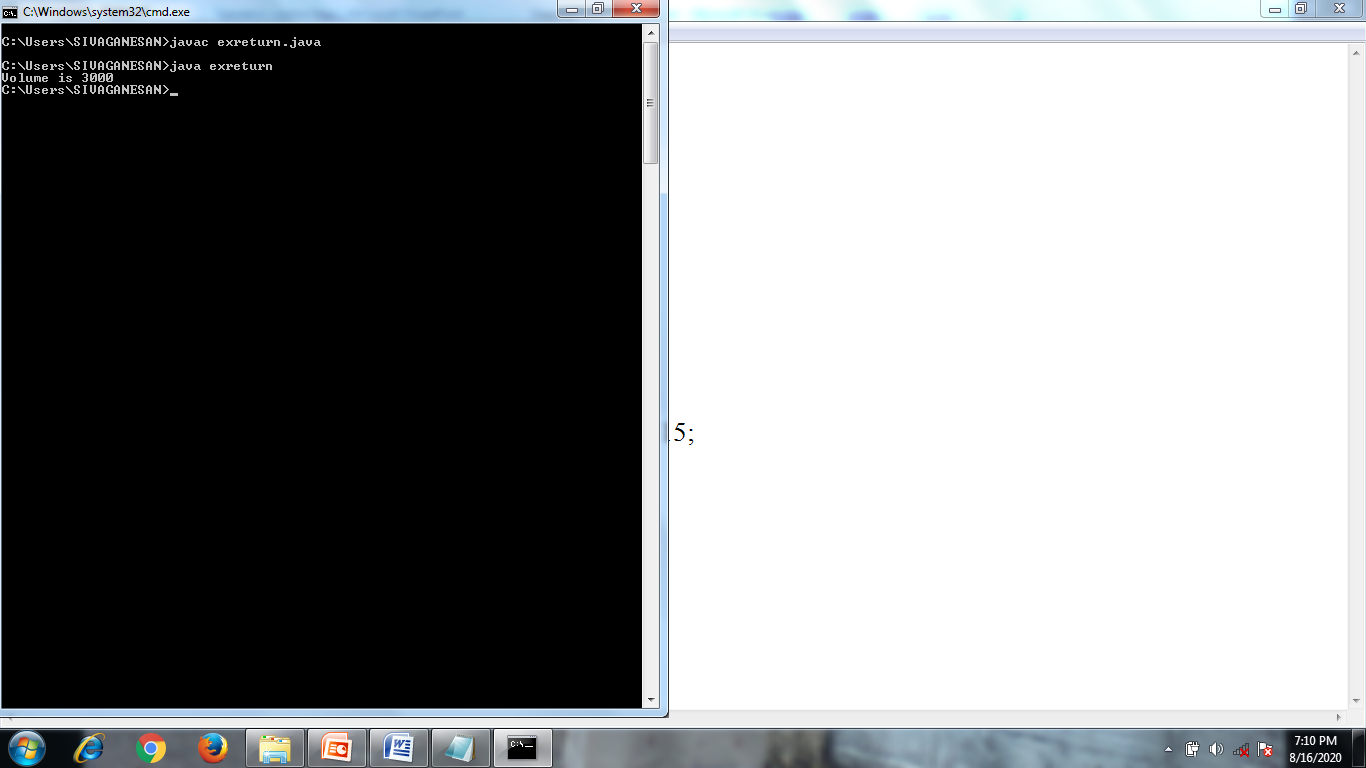 C:\Windows\system32\cmd.exe
C:\Users\SIVAGANESAN>javac exreturn.java
C:\Users\SIVAGANESAN>java exreturn
Volume is 3000
C:\Users\SIVAGANESAN>_
5;
7:10 PM
8/16/2020